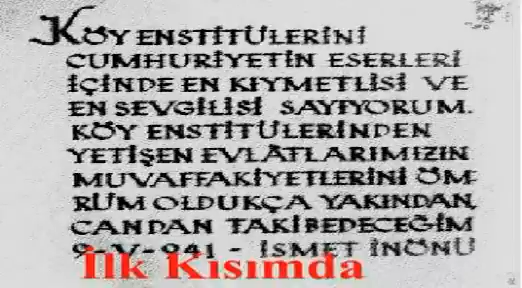 KÖY ENSTİTÜLERİNİ
CUMHURİYETİN ESERLERİ
İÇİNDE EN KIYMETLİSİ VE
EN SEVGİLİSİ SAYIYORUM.
KÖY ENSTİTÜLERİNDEN
YETİŞEN EVLÂTLARIMIZIN
MUVAFFAKİYETLERİNİ ÖM
RÜM OLDUKÇA YAKINDAN,
CANDAN TAKİBEDECEĞİM
9-V-941 - İSMET İNÖNÜ
İlk Kısımda